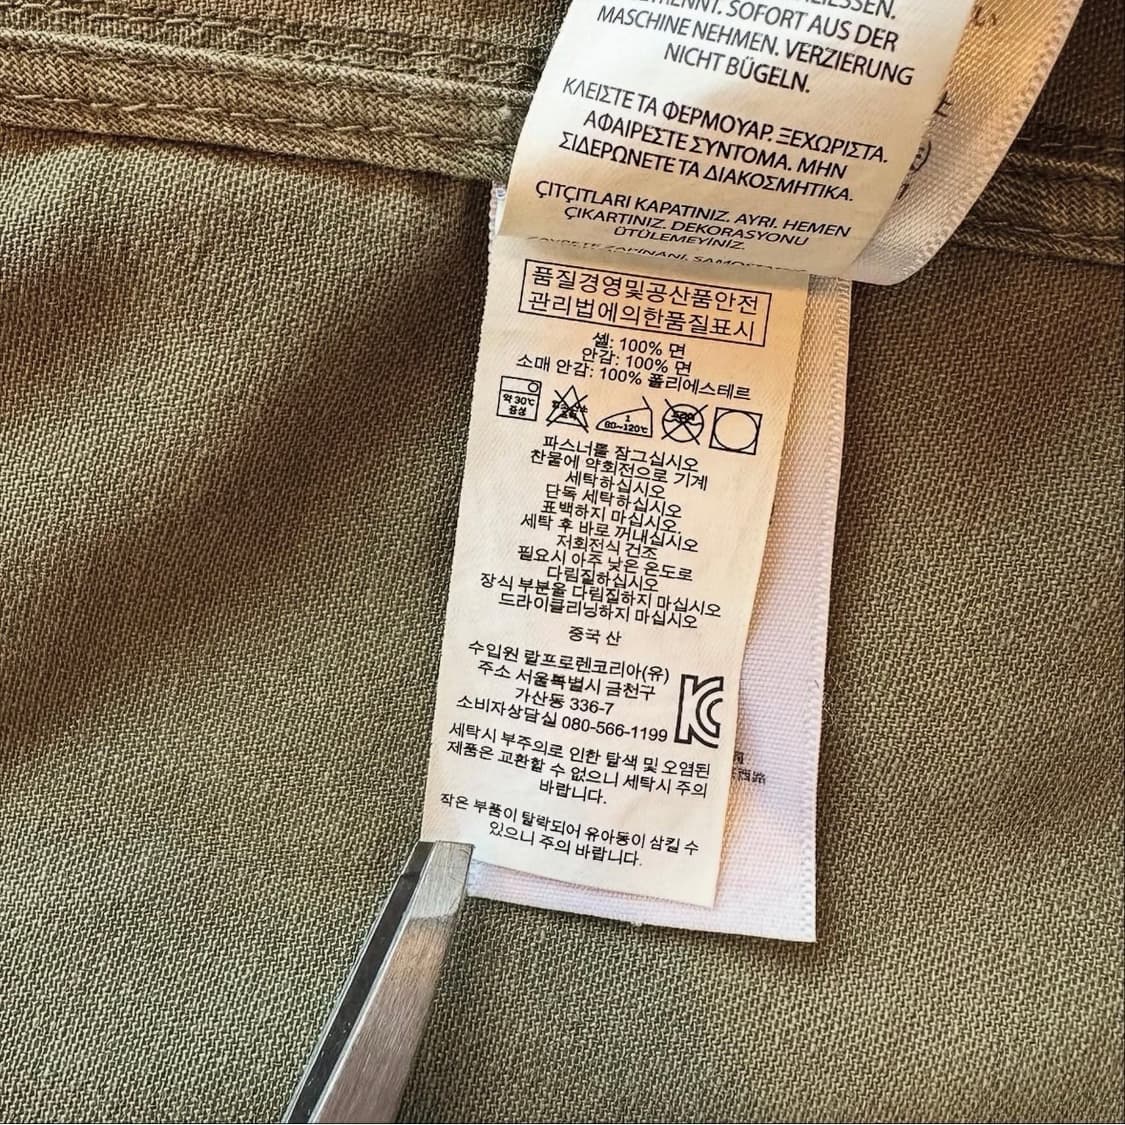 LIESSEN.
ETRENNT. SOFORT AUS DER
MASCHINE NEHMEN. VERZIERUNG
NICHT BÜGELN.
ΚΛΕΙΣΤΕ ΤΑ ΦΕΡΜΟΥΑΡ. ΞΕΧΩΡΙΣΤΑ.
ΑΦΑΙΡΕΣΤΕ ΣΥΝΤΟΜΑ. ΜΗΝ
ΣΙΔΕΡΩΝΕΤΕ ΤΑ ΔΙΑΚΟΣΜΗΤΙΚΑ.
ÇITÇITLARI KAPATINIZ. AYRI. HEMEN
ÇIKARTINIZ. DEKORASYONU
ÜTÜLEMEYINIZ.
품질경영및공산품안전
관리법에의한품질표시
셸: 100% 면
안감: 100% 면
소매 안감: 100% 폴리에스테르
약 30℃
중성
1
80~120℃
파스너를 잠그십시오
찬물에 약회전으로 기계
세탁하십시오
단독 세탁하십시오
표백하지 마십시오.
세탁 후 바로 꺼내십시오
저회전식 건조
필요시 아주 낮은 온도로
다림질하십시오
장식 부분을 다림질하지 마십시오
드라이클리닝하지 마십시오
중국 산
수입원 랄프로렌코리아(유)
주소 서울특별시 금천구
가산동 336-7
소비자상담실 080-566-1199
세탁시 부주의로 인한 탈색 및 오염된
제품은 교환할 수 없으니 세탁시 주의
바랍니다.
작은 부품이 탈락되어 유아동이 삼킬 수
있으니 주의 바랍니다.